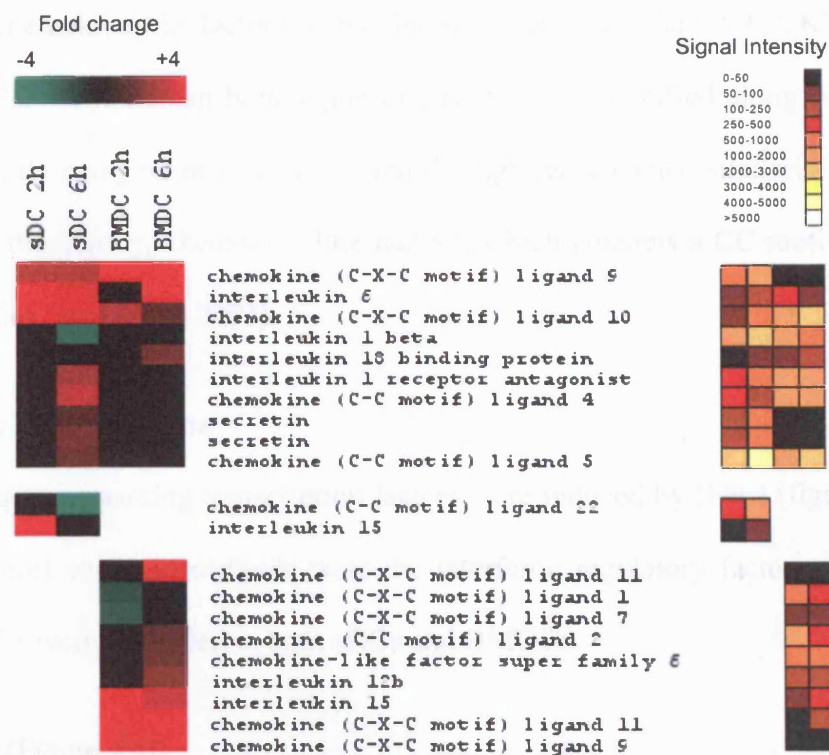 Fold change
-4 +4
sDC 2h
sDC 6h
BMDC 2h
BMDC 6h
Signal Intensity
0-50
50-100
100-250
250-500
500-1000
1000-2000
2000-3000
3000-4000
4000-5000
>5000
chemokine (C-X-C motif) ligand 9
interleukin 6
chemokine (C-X-C motif) ligand 10
interleukin 1 beta
interleukin 18 binding protein
interleukin 1 receptor antagonist
chemokine (C-C motif) ligand 4
secretin
secretin
chemokine (C-C motif) ligand 5
chemokine (C-C motif) ligand 22
interleukin 15
chemokine (C-X-C motif) ligand 11
chemokine (C-X-C motif) ligand 1
chemokine (C-X-C motif) ligand 7
chemokine (C-C motif) ligand 2
chemokine-like factor super family 6
interleukin 12b
interleukin 15
chemokine (C-X-C motif) ligand 11
chemokine (C-X-C motif) ligand 9